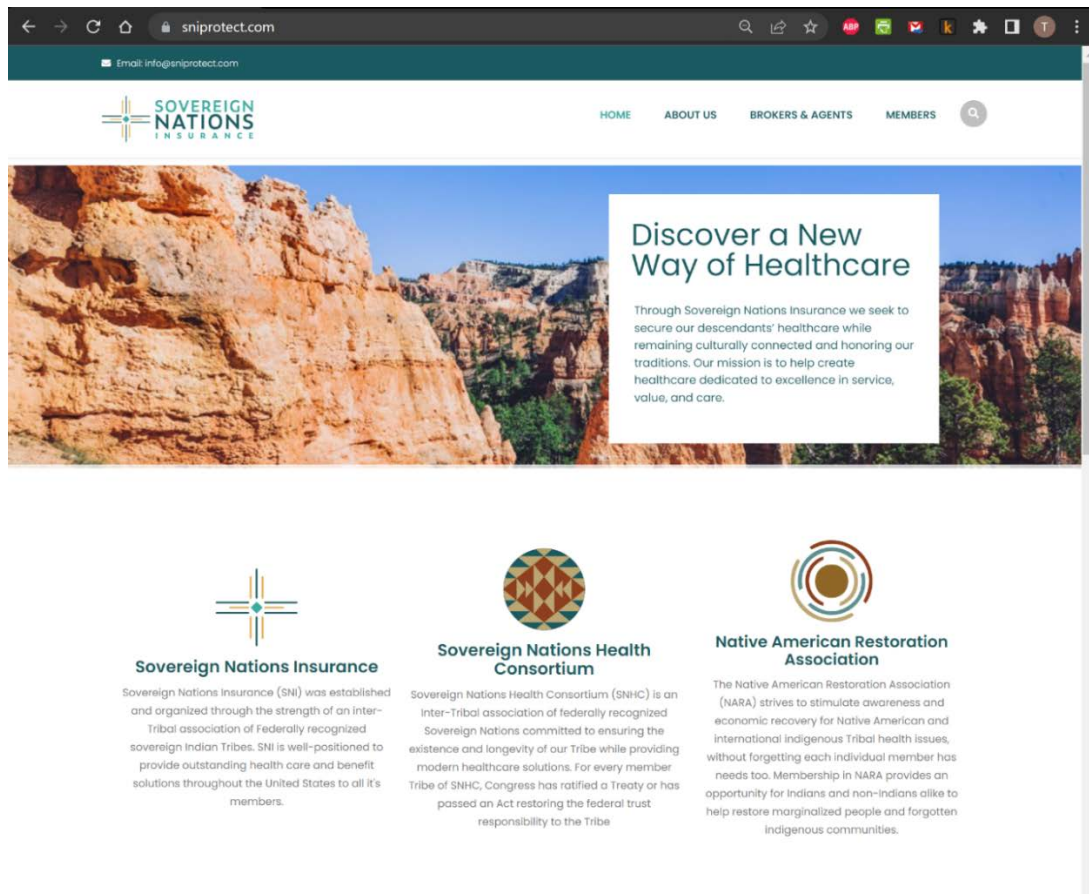 sniprotect.com
ABP
k
T
Email: info@sniprotect.com
SOVEREIGN
NATIONS
INSURANCE
HOME ABOUT US BROKERS & AGENTS MEMBERS
Discover a New
Way of Healthcare
Through Sovereign Nations Insurance we seek to
secure our descendants' healthcare while
remaining culturally connected and honoring our
traditions. Our mission is to help create
healthcare dedicated to excellence in service,
value, and care.
Sovereign Nations Insurance
Sovereign Nations Insurance (SNI) was established
and organized through the strength of an inter-
Tribal association of Federally recognized
sovereign Indian Tribes. SNI is well-positioned to
provide outstanding health care and benefit
solutions throughout the United States to all it's
members.
Sovereign Nations Health
Consortium
Sovereign Nations Health Consortium (SNHC) is an
Inter-Tribal association of federally recognized
Sovereign Nations committed to ensuring the
existence and longevity of our Tribe while providing
modern healthcare solutions. For every member
Tribe of SNHC, Congress has ratified a Treaty or has
passed an Act restoring the federal trust
responsibility to the Tribe
Native American Restoration
Association
The Native American Restoration Association
(NARA) strives to stimulate awareness and
economic recovery for Native American and
international indigenous Tribal health issues,
without forgetting each individual member has
needs too. Membership in NARA provides an
opportunity for Indians and non-Indians alike to
help restore marginalized people and forgotten
indigenous communities.